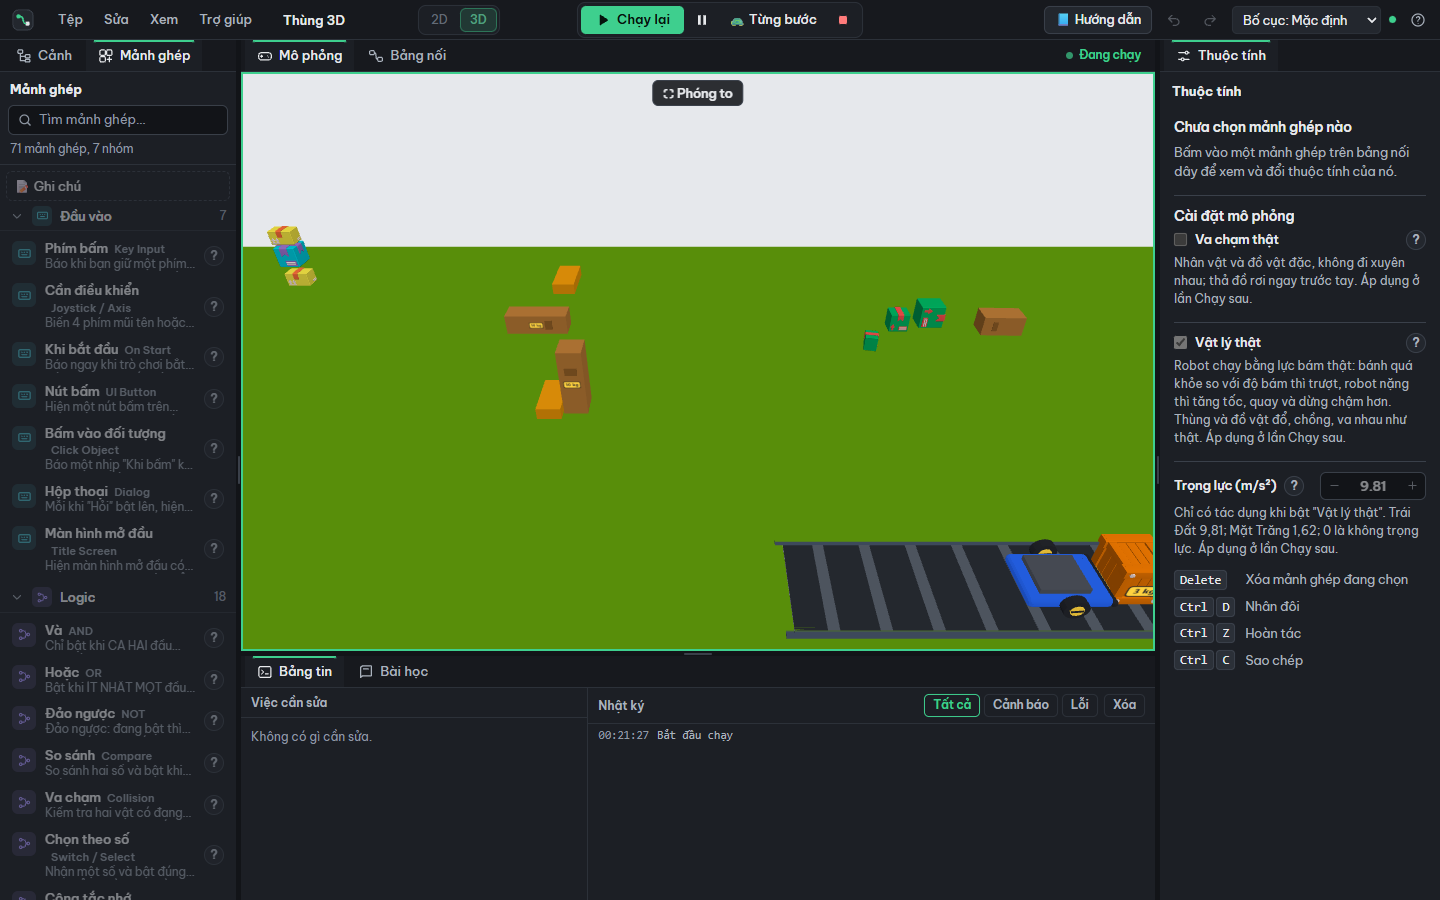 Tệp Sửa Xem Trợ giúp Thùng 3D 2D 3D Chạy lại Từng bước Hướng dẫn Bố cục: Mặc định
Cảnh Mảnh ghép
Mảnh ghép
Tìm mảnh ghép...
71 mảnh ghép, 7 nhóm
Ghi chú
Đầu vào 7
Phím bấm Key Input
Báo khi bạn giữ một phím...
Cần điều khiển
Joystick / Axis
Biến 4 phím mũi tên hoặc...
Khi bắt đầu On Start
Báo ngay khi trò chơi bắt...
Nút bấm UI Button
Hiện một nút bấm trên...
Bấm vào đối tượng
Click Object
Báo một nhịp "Khi bấm" k...
Hộp thoại Dialog
Mỗi khi "Hỏi" bật lên, hiện...
Màn hình mở đầu
Title Screen
Hiện màn hình mở đầu có...
Logic 18
Và AND
Chỉ bật khi CẢ HAI đầu...
Hoặc OR
Bật khi ÍT NHẤT MỘT đầu...
Đảo ngược NOT
Đảo ngược: đang bật thì...
So sánh Compare
So sánh hai số và bật khi...
Va chạm Collision
Kiểm tra hai vật có đang...
Chọn theo số
Switch / Select
Nhận một số và bật đúng...
Công tắc nhớ
Mô phỏng Bảng nối Đang chạy
Phóng to
3 kg
Bảng tin Bài học
Việc cần sửa
Không có gì cần sửa.
Nhật ký Tất cả Cảnh báo Lỗi Xóa
00:21:27 Bắt đầu chạy
Thuộc tính
Thuộc tính
Chưa chọn mảnh ghép nào
Bấm vào một mảnh ghép trên bảng nối
dây để xem và đổi thuộc tính của nó.
Cài đặt mô phỏng
Va chạm thật ?
Nhân vật và đồ vật đặc, không đi xuyên
nhau; thả đồ rơi ngay trước tay. Áp dụng ở
lần Chạy sau.
Vật lý thật ?
Robot chạy bằng lực bám thật: bánh quá
khỏe so với độ bám thì trượt, robot nặng
thì tăng tốc, quay và dừng chậm hơn.
Thùng và đồ vật đổ, chồng, va nhau như
thật. Áp dụng ở lần Chạy sau.
Trọng lực (m/s²) ? − 9.81 +
Chỉ có tác dụng khi bật "Vật lý thật". Trái
Đất 9,81; Mặt Trăng 1,62; 0 là không trọng
lực. Áp dụng ở lần Chạy sau.
Delete Xóa mảnh ghép đang chọn
Ctrl D Nhân đôi
Ctrl Z Hoàn tác
Ctrl C Sao chép